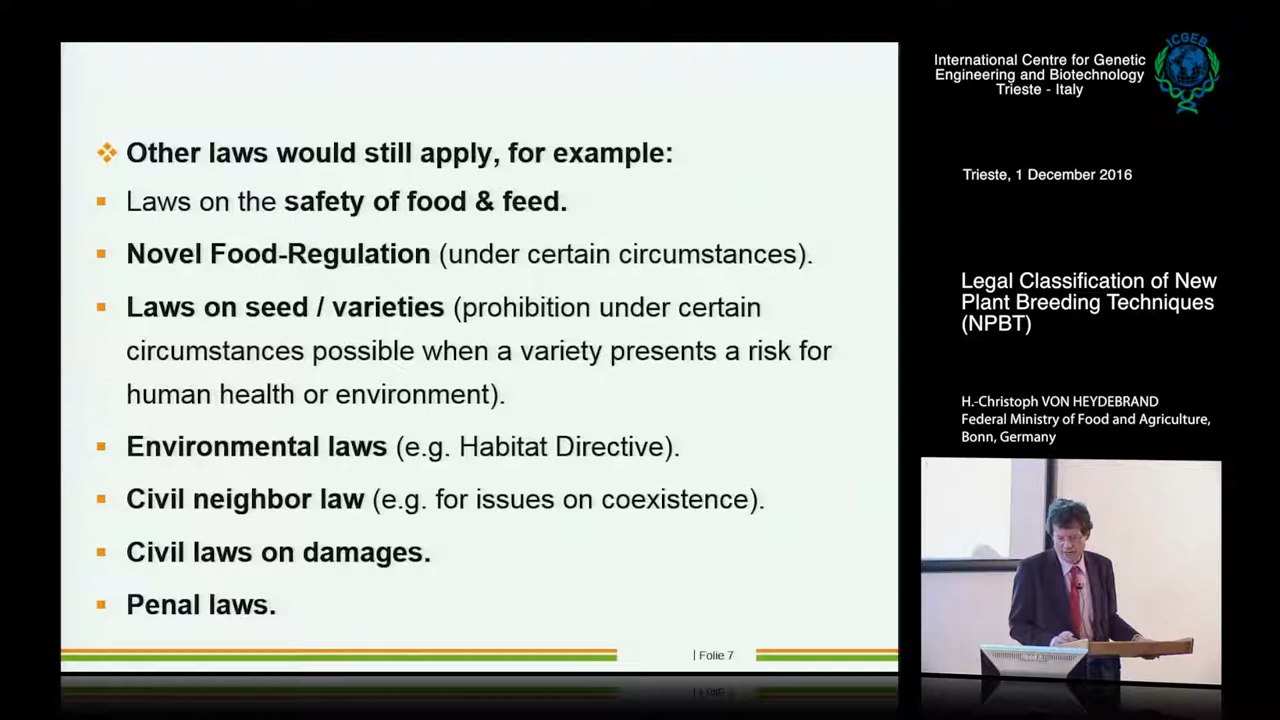 Other laws would still apply, for example:
Laws on the safety of food & feed.
Novel Food-Regulation (under certain circumstances).
Laws on seed / varieties (prohibition under certain
circumstances possible when a variety presents a risk for
human health or environment).
Environmental laws (e.g. Habitat Directive).
Civil neighbor law (e.g. for issues on coexistence).
Civil laws on damages.
Penal laws.
| Folie 7
International Centre for Genetic
Engineering and Biotechnology
Trieste - Italy
ICGEB
Trieste, 1 December 2016
Legal Classification of New
Plant Breeding Techniques
(NPBT)
H.-Christoph VON HEYDEBRAND
Federal Ministry of Food and Agriculture,
Bonn, Germany